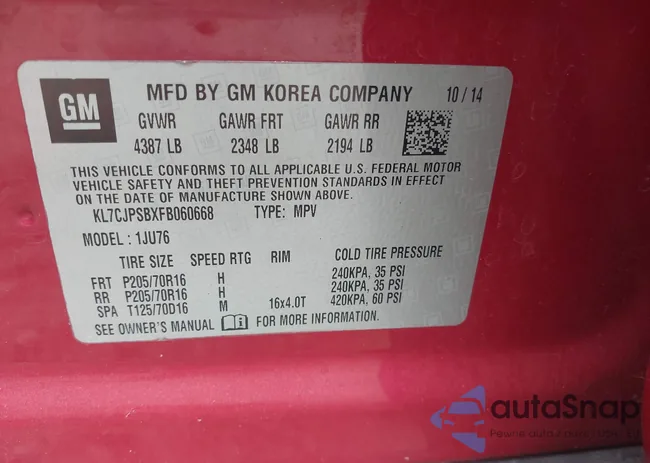 GM
MFD BY GM KOREA COMPANY 10/14
GVWR GAWR FRT GAWR RR
4387 LB 2348 LB 2194 LB
THIS VEHICLE CONFORMS TO ALL APPLICABLE U.S. FEDERAL MOTOR
VEHICLE SAFETY AND THEFT PREVENTION STANDARDS IN EFFECT
ON THE DATE OF MANUFACTURE SHOWN ABOVE.
KL7CJPSBXFB060668 TYPE: MPV
MODEL: 1JU76
TIRE SIZE SPEED RTG RIM COLD TIRE PRESSURE
FRT P205/70R16 H 240KPA, 35 PSI
RR P205/70R16 H 240KPA, 35 PSI
SPA T125/70D16 M 16x4.0T 420KPA, 60 PSI
SEE OWNER'S MANUAL FOR MORE INFORMATION.
autoSnap